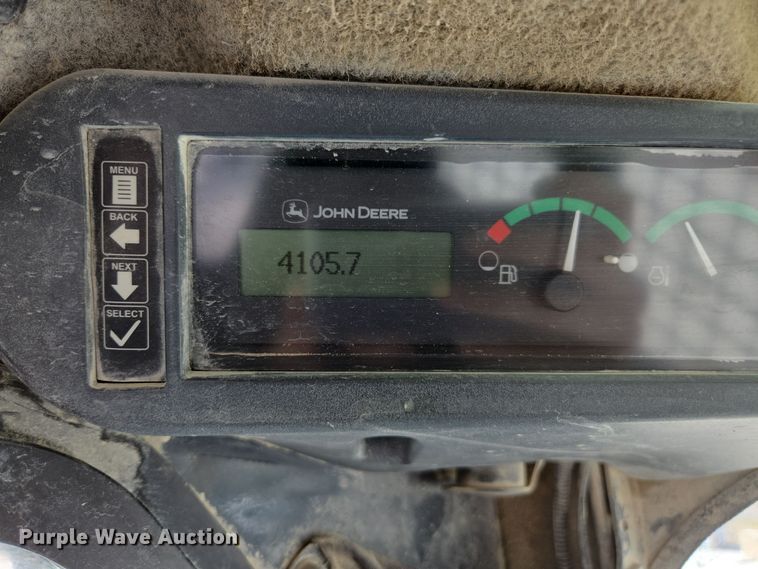 MENU
BACK
NEXT
SELECT
JOHN DEERE
4105.7
Purple Wave Auction